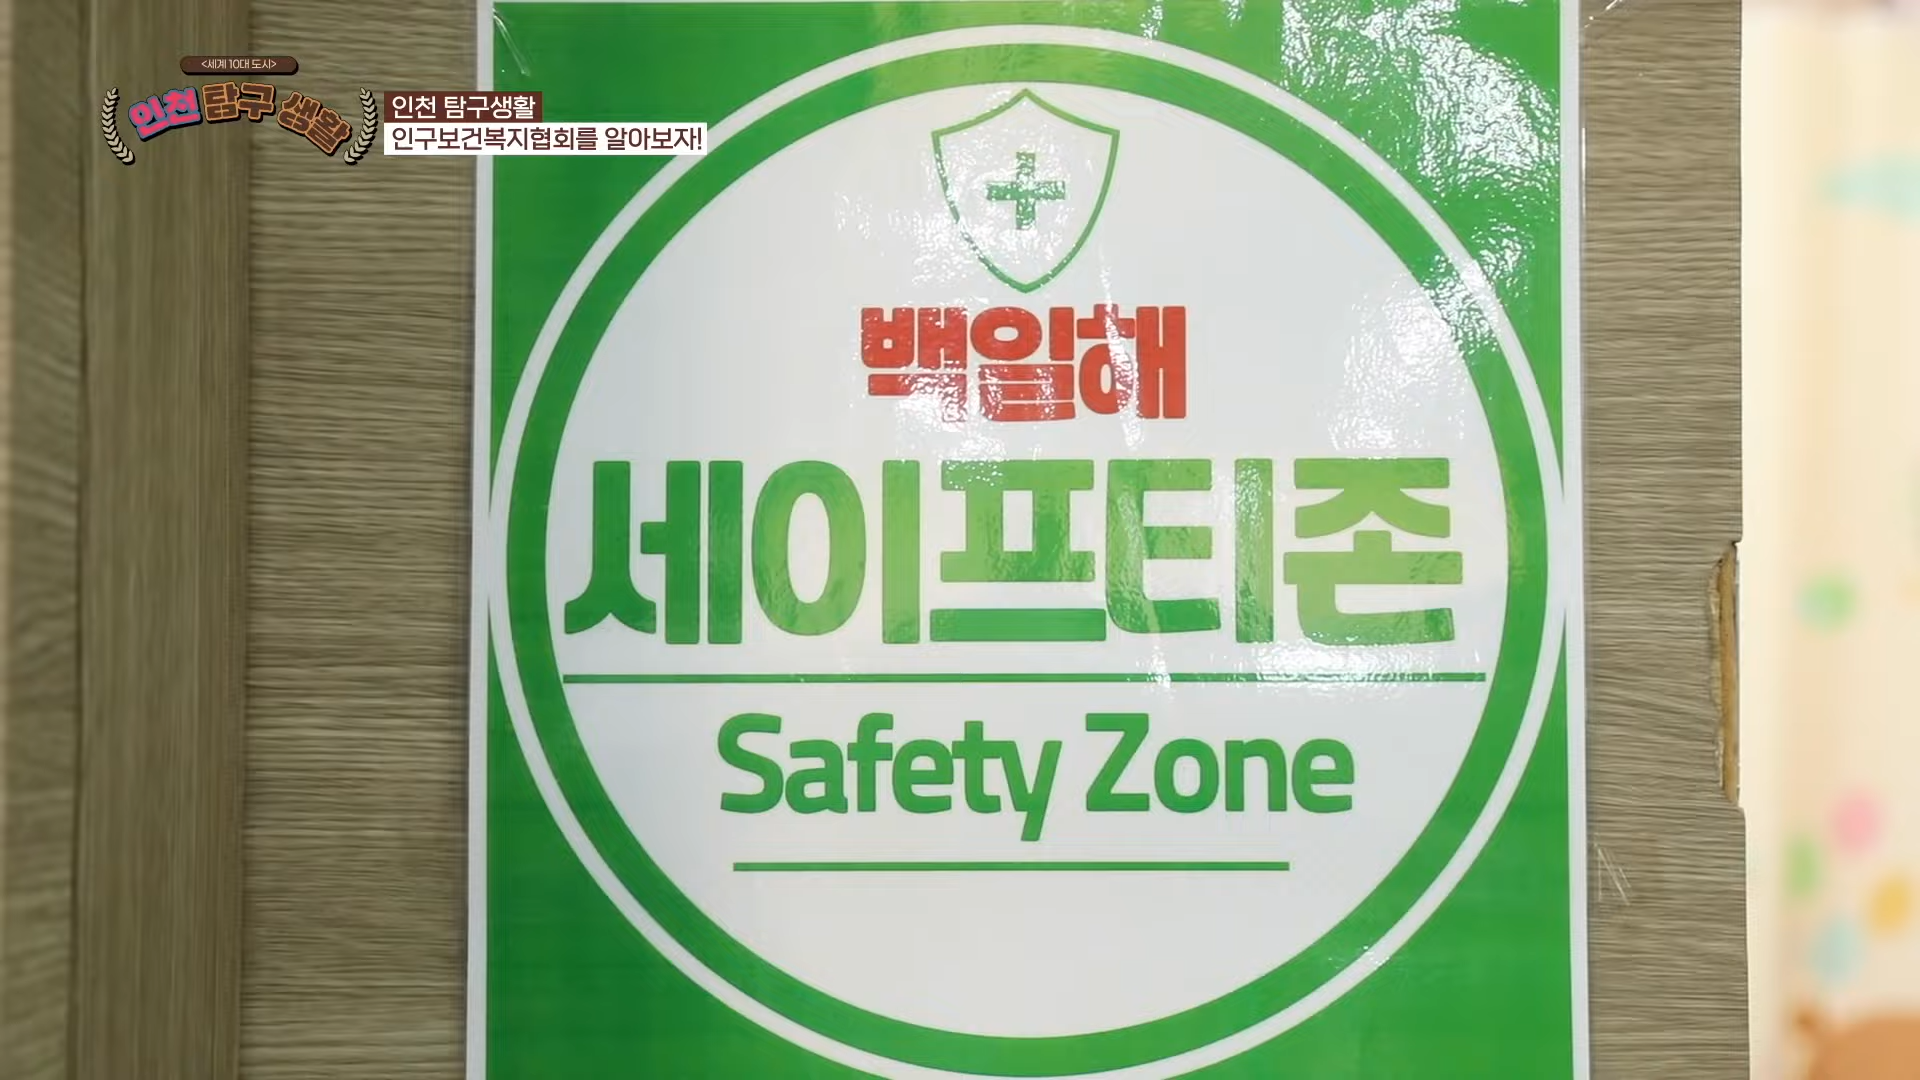 <세계 10대 도시>
인천 탐구 생활
인천 탐구생활
인구보건복지협회를 알아보자!
백일해
세이프티존
Safety Zone